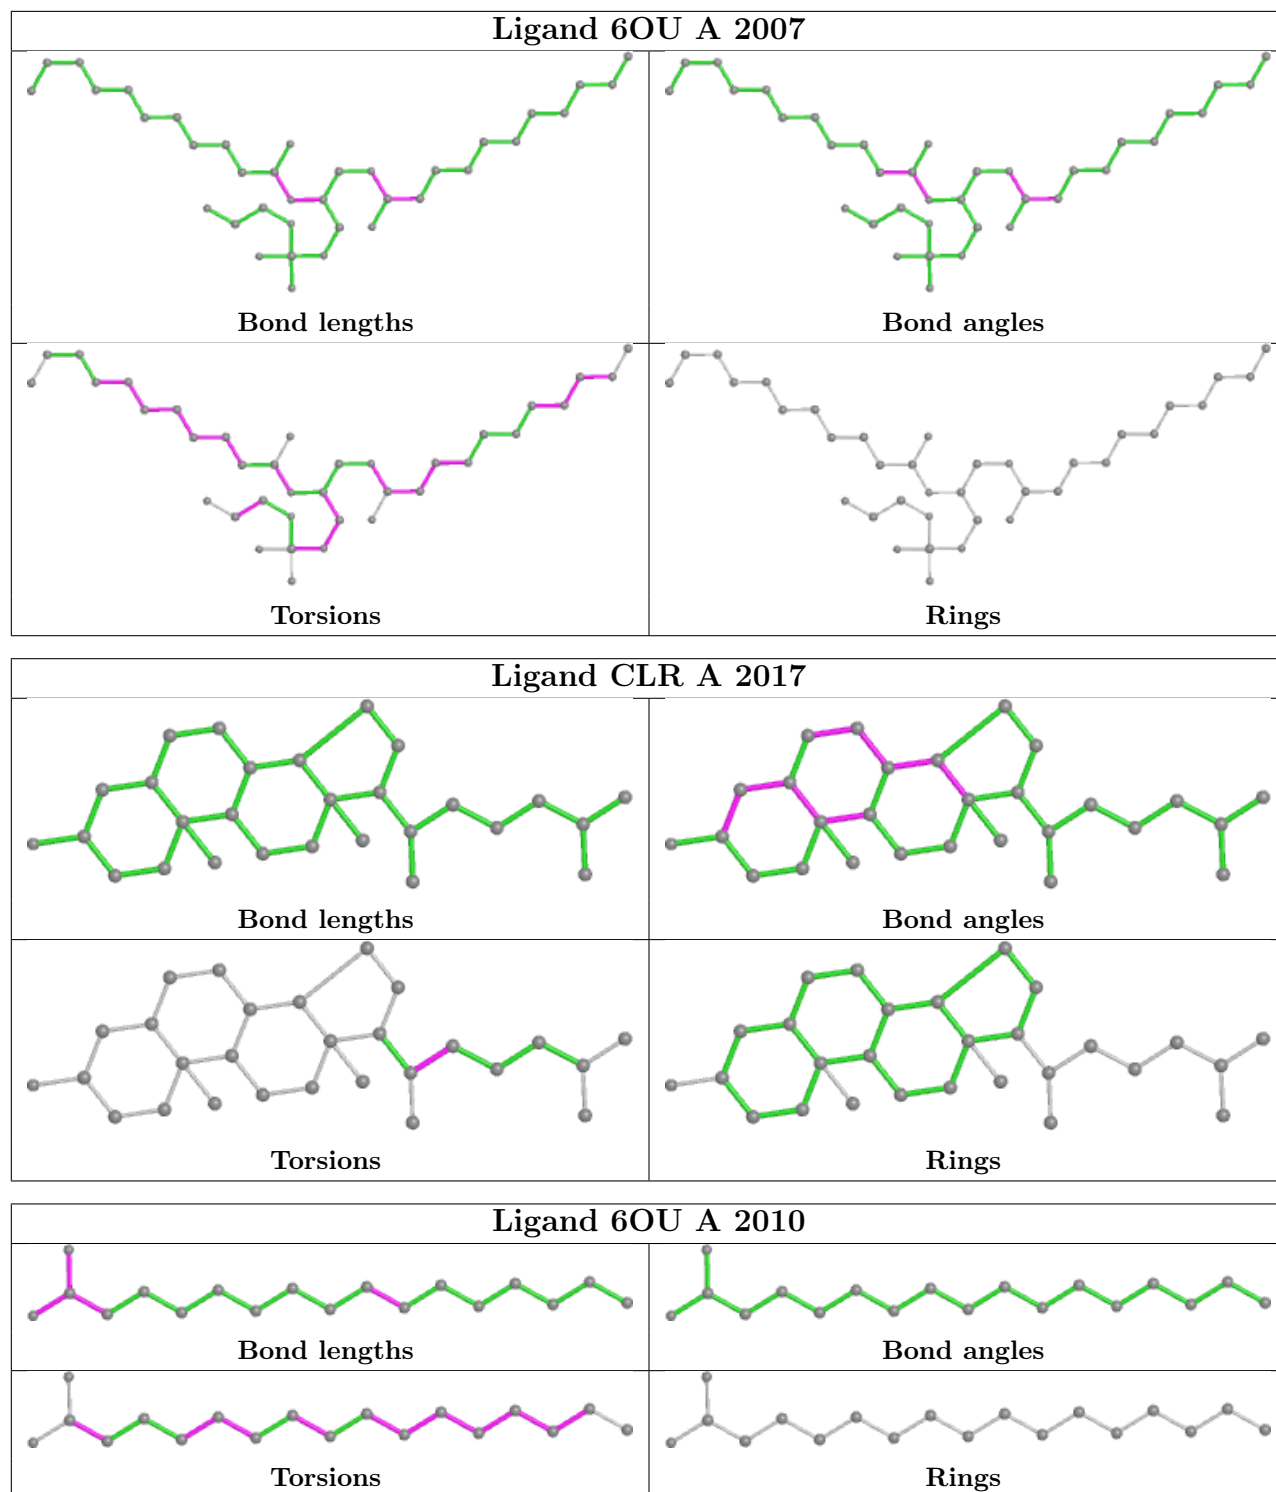 Ligand 6OU A 2007
Bond lengths
Bond angles
Torsions
Rings
Ligand CLR A 2017
Bond lengths
Bond angles
Torsions
Rings
Ligand 6OU A 2010
Bond lengths
Bond angles
Torsions
Rings